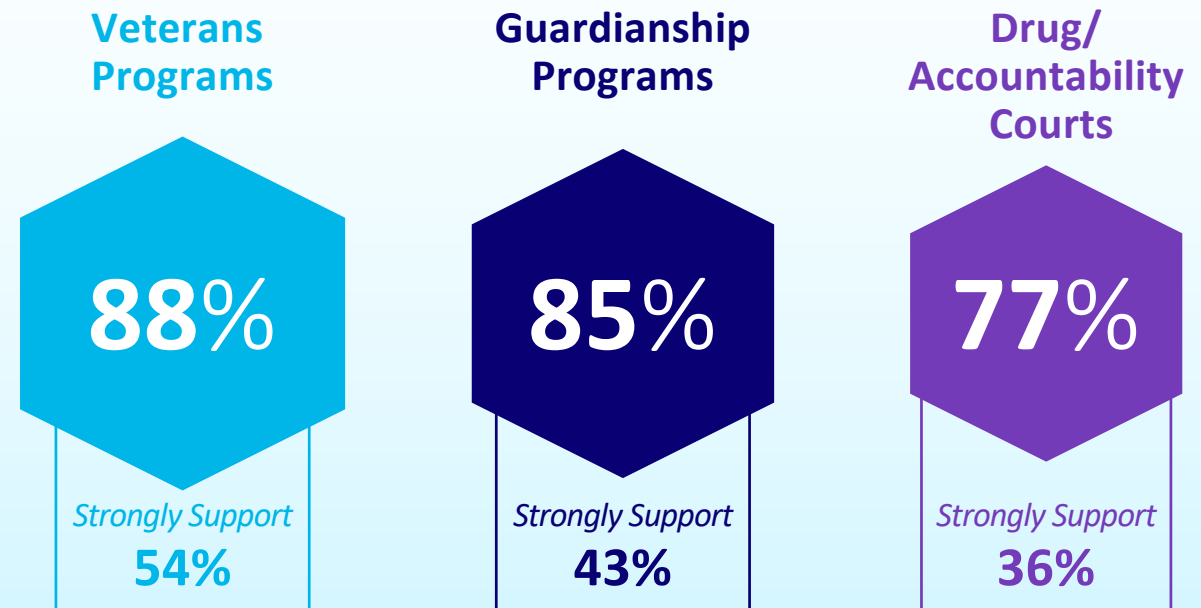 Veterans
Programs
88%
Strongly Support
54%
Guardianship
Programs
85%
Strongly Support
43%
Drug/
Accountability
Courts
77%
Strongly Support
36%